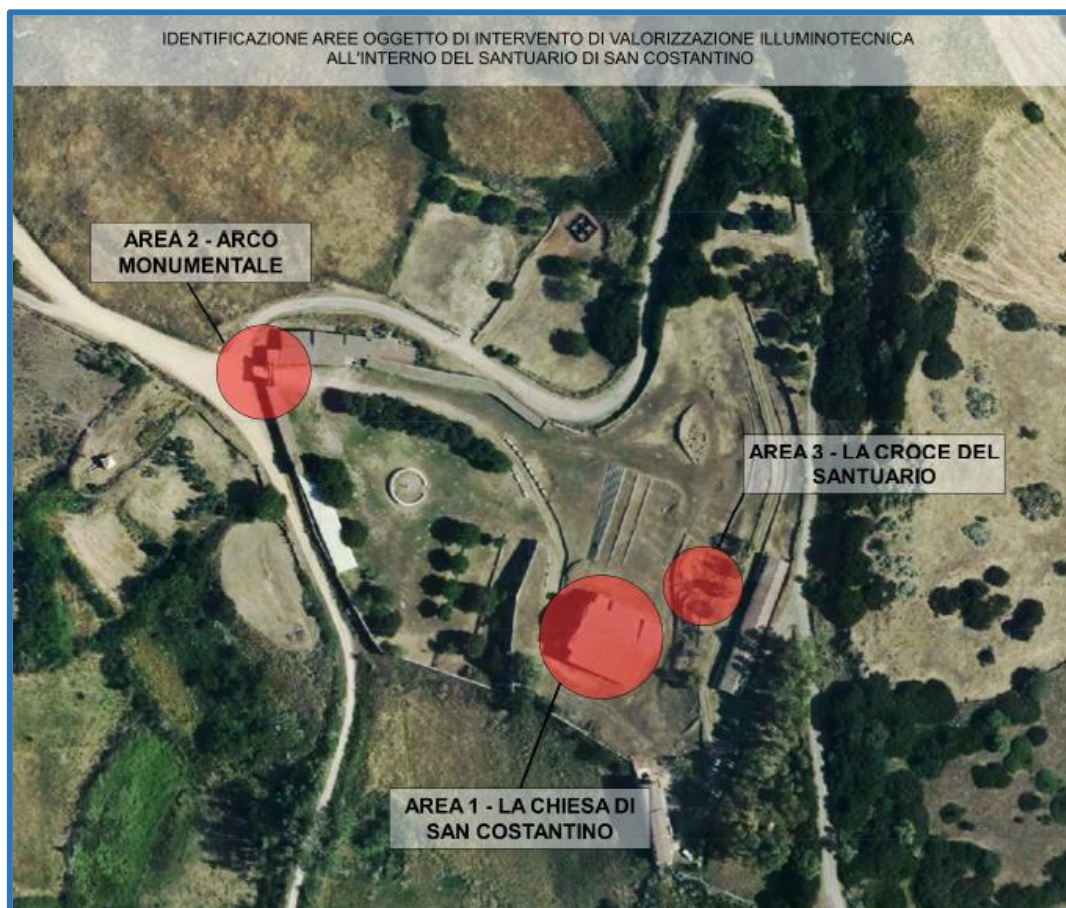 IDENTIFICAZIONE AREE OGGETTO DI INTERVENTO DI VALORIZZAZIONE ILLUMINOTECNICA
ALL'INTERNO DEL SANTUARIO DI SAN COSTANTINO
AREA 2 - ARCO
MONUMENTALE
AREA 3 - LA CROCE DEL
SANTUARIO
AREA 1 - LA CHIESA DI
SAN COSTANTINO